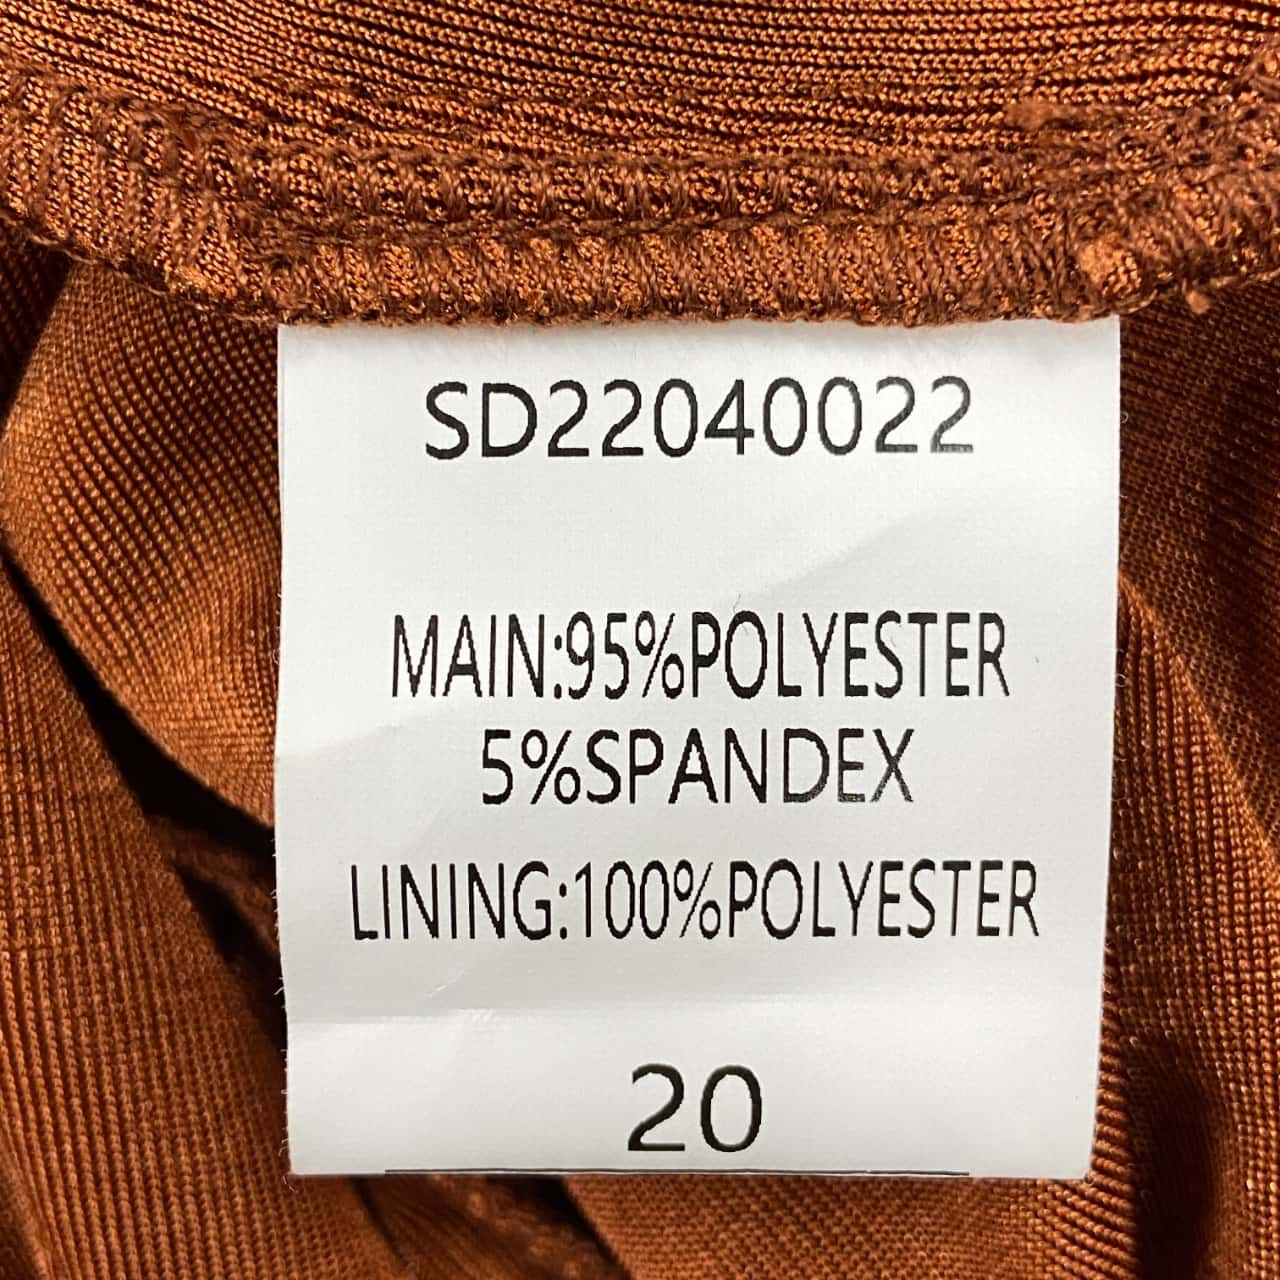 SD22040022
MAIN:95%POLYESTER
5%SPANDEX
LINING:100%POLYESTER
20